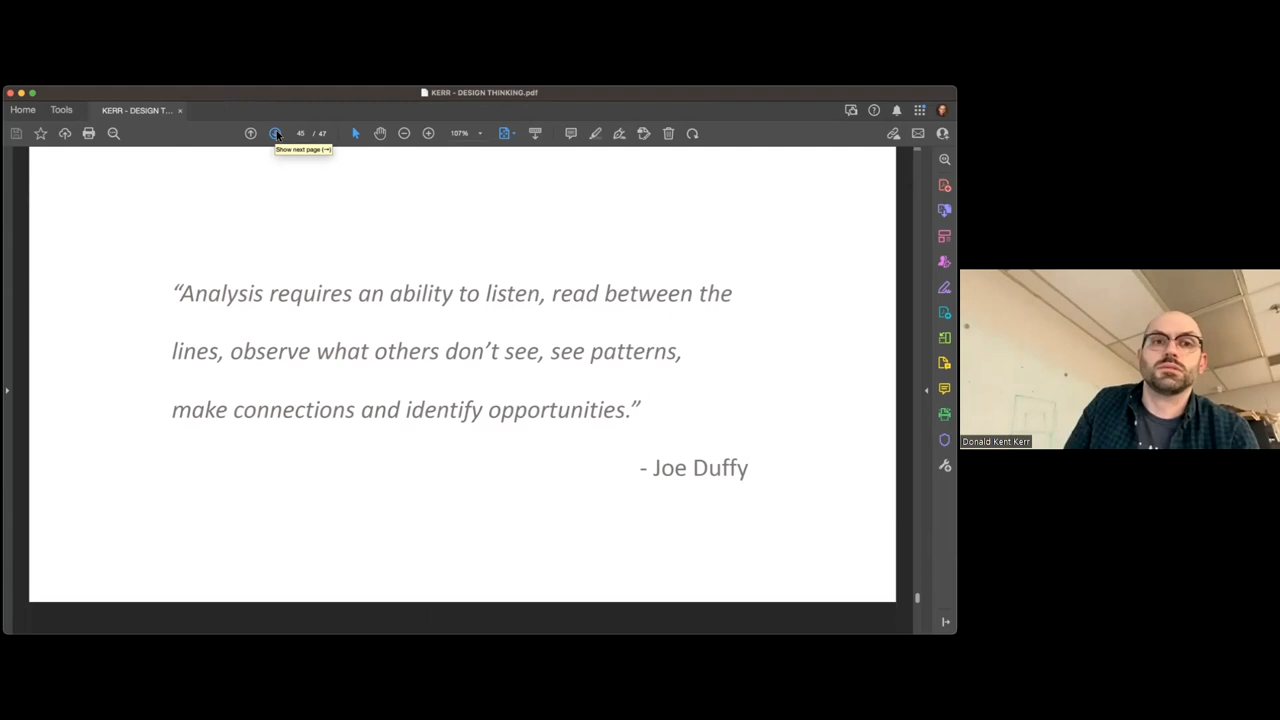 KERR - DESIGN THINKING.pdf
Home
Tools
KERR - DESIGN T... ×
45 / 47
107%
Show next page (→)
“Analysis requires an ability to listen, read between the
lines, observe what others don’t see, see patterns,
make connections and identify opportunities.”
- Joe Duffy
Donald Kent Kerr